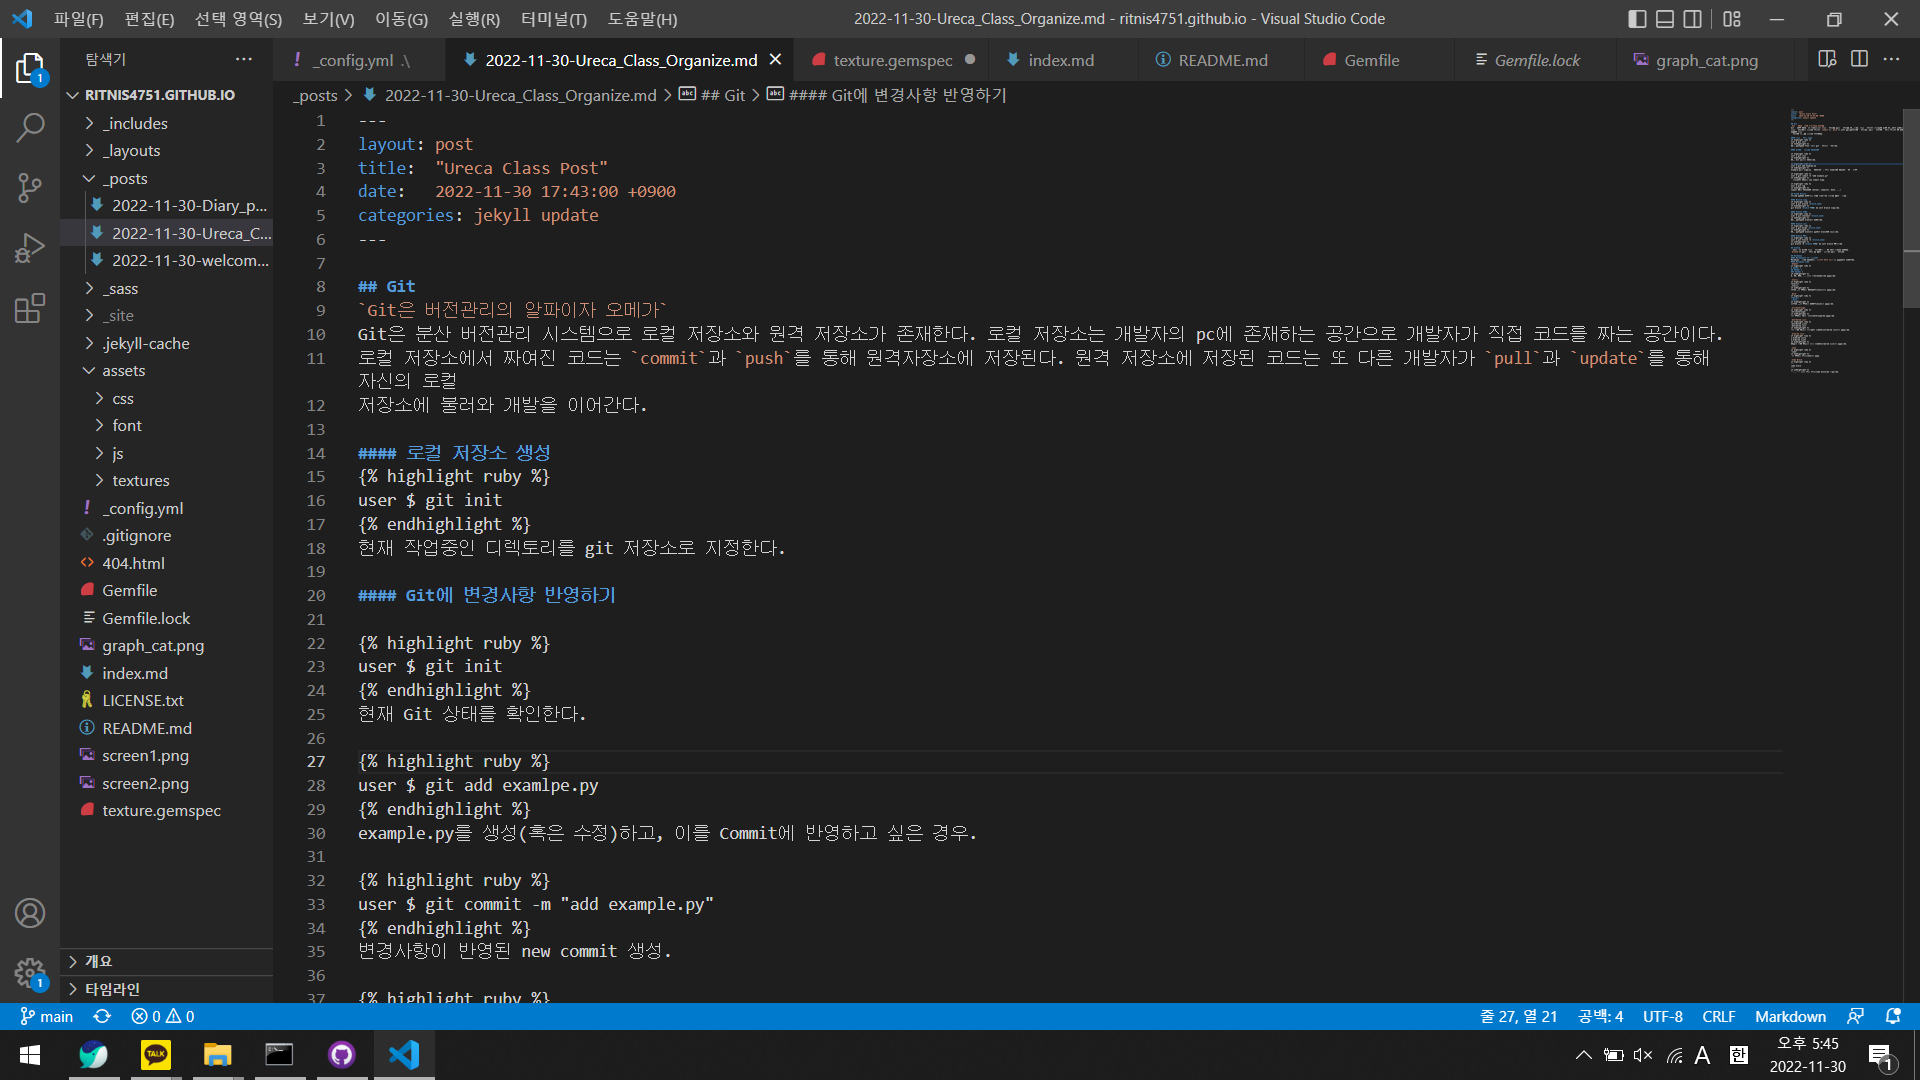 파일(F) 편집(E) 선택 영역(S) 보기(V) 이동(G) 실행(R) 터미널(T) 도움말(H)
2022-11-30-Ureca_Class_Organize.md - ritnis4751.github.io - Visual Studio Code
탐색기
_config.yml .\
2022-11-30-Ureca_Class_Organize.md
texture.gemspec
index.md
README.md
Gemfile
Gemfile.lock
graph_cat.png
RITNIS4751.GITHUB.IO
_includes
_layouts
_posts
2022-11-30-Diary_p...
2022-11-30-Ureca_C...
2022-11-30-welcom...
_sass
_site
.jekyll-cache
assets
css
font
js
textures
_config.yml
.gitignore
404.html
Gemfile
Gemfile.lock
graph_cat.png
index.md
LICENSE.txt
README.md
screen1.png
screen2.png
texture.gemspec
개요
타임라인
_posts > 2022-11-30-Ureca_Class_Organize.md > ## Git > #### Git에 변경사항 반영하기
1 ---
2 layout: post
3 title:  "Ureca Class Post"
4 date:   2022-11-30 17:43:00 +0900
5 categories: jekyll update
6 ---
7
8 ## Git
9 `Git은 버전관리의 알파이자 오메가`
10 Git은 분산 버전관리 시스템으로 로컬 저장소와 원격 저장소가 존재한다. 로컬 저장소는 개발자의 pc에 존재하는 공간으로 개발자가 직접 코드를 짜는 공간이다.
11 로컬 저장소에서 짜여진 코드는 `commit`과 `push`를 통해 원격자장소에 저장된다. 원격 저장소에 저장된 코드는 또 다른 개발자가 `pull`과 `update`를 통해
자신의 로컬
12 저장소에 불러와 개발을 이어간다.
13
14 #### 로컬 저장소 생성
15 {% highlight ruby %}
16 user $ git init
17 {% endhighlight %}
18 현재 작업중인 디렉토리를 git 저장소로 지정한다.
19
20 #### Git에 변경사항 반영하기
21
22 {% highlight ruby %}
23 user $ git init
24 {% endhighlight %}
25 현재 Git 상태를 확인한다.
26
27 {% highlight ruby %}
28 user $ git add examlpe.py
29 {% endhighlight %}
30 example.py를 생성(혹은 수정)하고, 이를 Commit에 반영하고 싶은 경우.
31
32 {% highlight ruby %}
33 user $ git commit -m "add example.py"
34 {% endhighlight %}
35 변경사항이 반영된 new commit 생성.
36
37 {% highlight ruby %}
main 0 0
줄 27, 열 21 공백: 4 UTF-8 CRLF Markdown
TALK
A 한
오후 5:45
2022-11-30
1